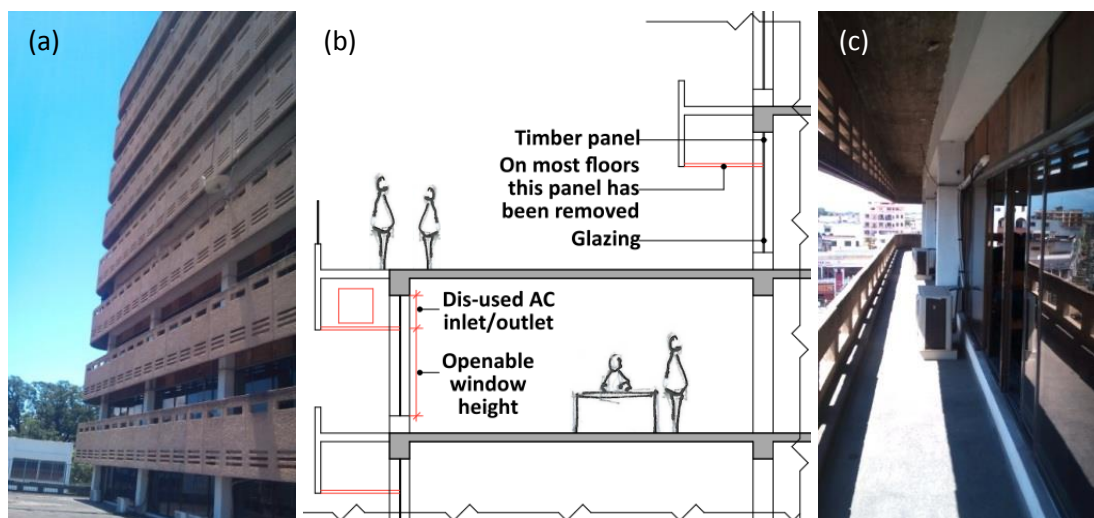 (a)
(b)
(c)
Timber panel
On most floors
this panel has
been removed
Glazing
Dis-used AC
inlet/outlet
Openable
window
height